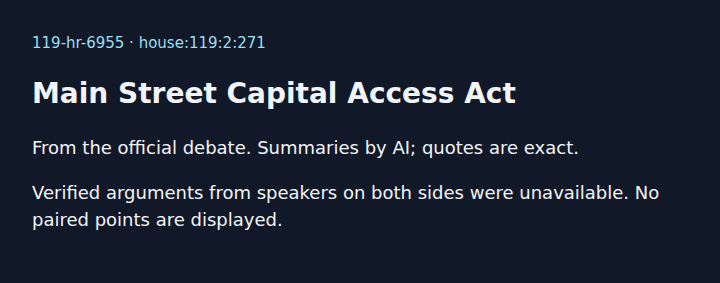 119-hr-6955 · house:119:2:271
Main Street Capital Access Act
From the official debate. Summaries by AI; quotes are exact.
Verified arguments from speakers on both sides were unavailable. No
paired points are displayed.